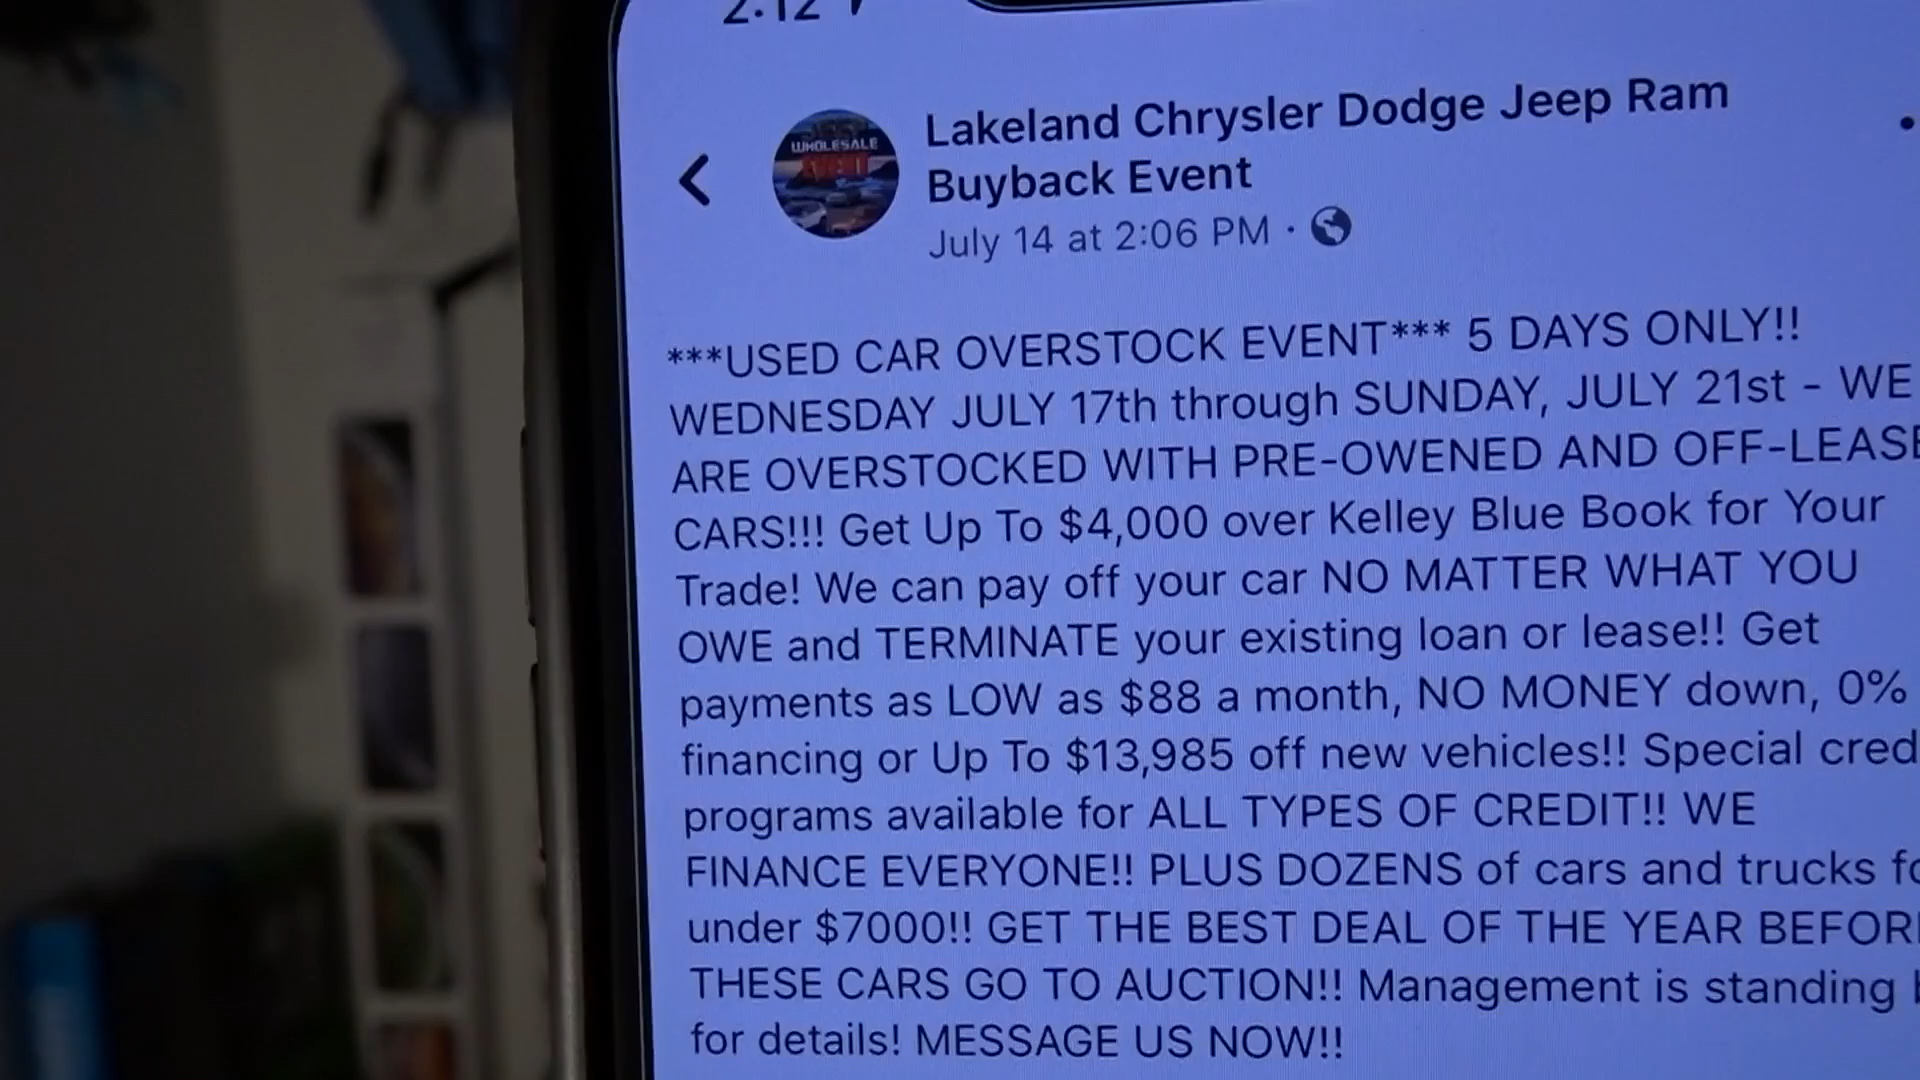 2:12
WHOLESALE
EVENT
Lakeland Chrysler Dodge Jeep Ram
Buyback Event
July 14 at 2:06 PM ·
***USED CAR OVERSTOCK EVENT*** 5 DAYS ONLY!!
WEDNESDAY JULY 17th through SUNDAY, JULY 21st - WE
ARE OVERSTOCKED WITH PRE-OWENED AND OFF-LEASE
CARS!!! Get Up To $4,000 over Kelley Blue Book for Your
Trade! We can pay off your car NO MATTER WHAT YOU
OWE and TERMINATE your existing loan or lease!! Get
payments as LOW as $88 a month, NO MONEY down, 0%
financing or Up To $13,985 off new vehicles!! Special cred
programs available for ALL TYPES OF CREDIT!! WE
FINANCE EVERYONE!! PLUS DOZENS of cars and trucks fo
under $7000!! GET THE BEST DEAL OF THE YEAR BEFOR
THESE CARS GO TO AUCTION!! Management is standing
for details! MESSAGE US NOW!!